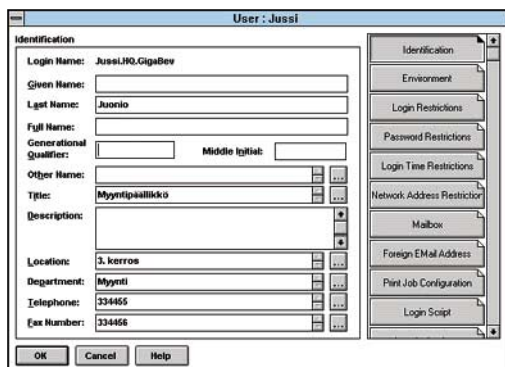 User : Jussi
Identification
Login Name: Jussi.HQ.GigaBev
Given Name:
Last Name: Juonio
Full Name:
Generational Qualifier:
Middle Initial:
Other Name:
Title: Myyntipäällikkö
Description:
Location: 3. kerros
Department: Myynti
Telephone: 334455
Fax Number: 334456
OK
Cancel
Help
Identification
Environment
Login Restrictions
Password Restrictions
Login Time Restrictions
Network Address Restriction
Mailbox
Foreign EMail Address
Print Job Configuration
Login Script